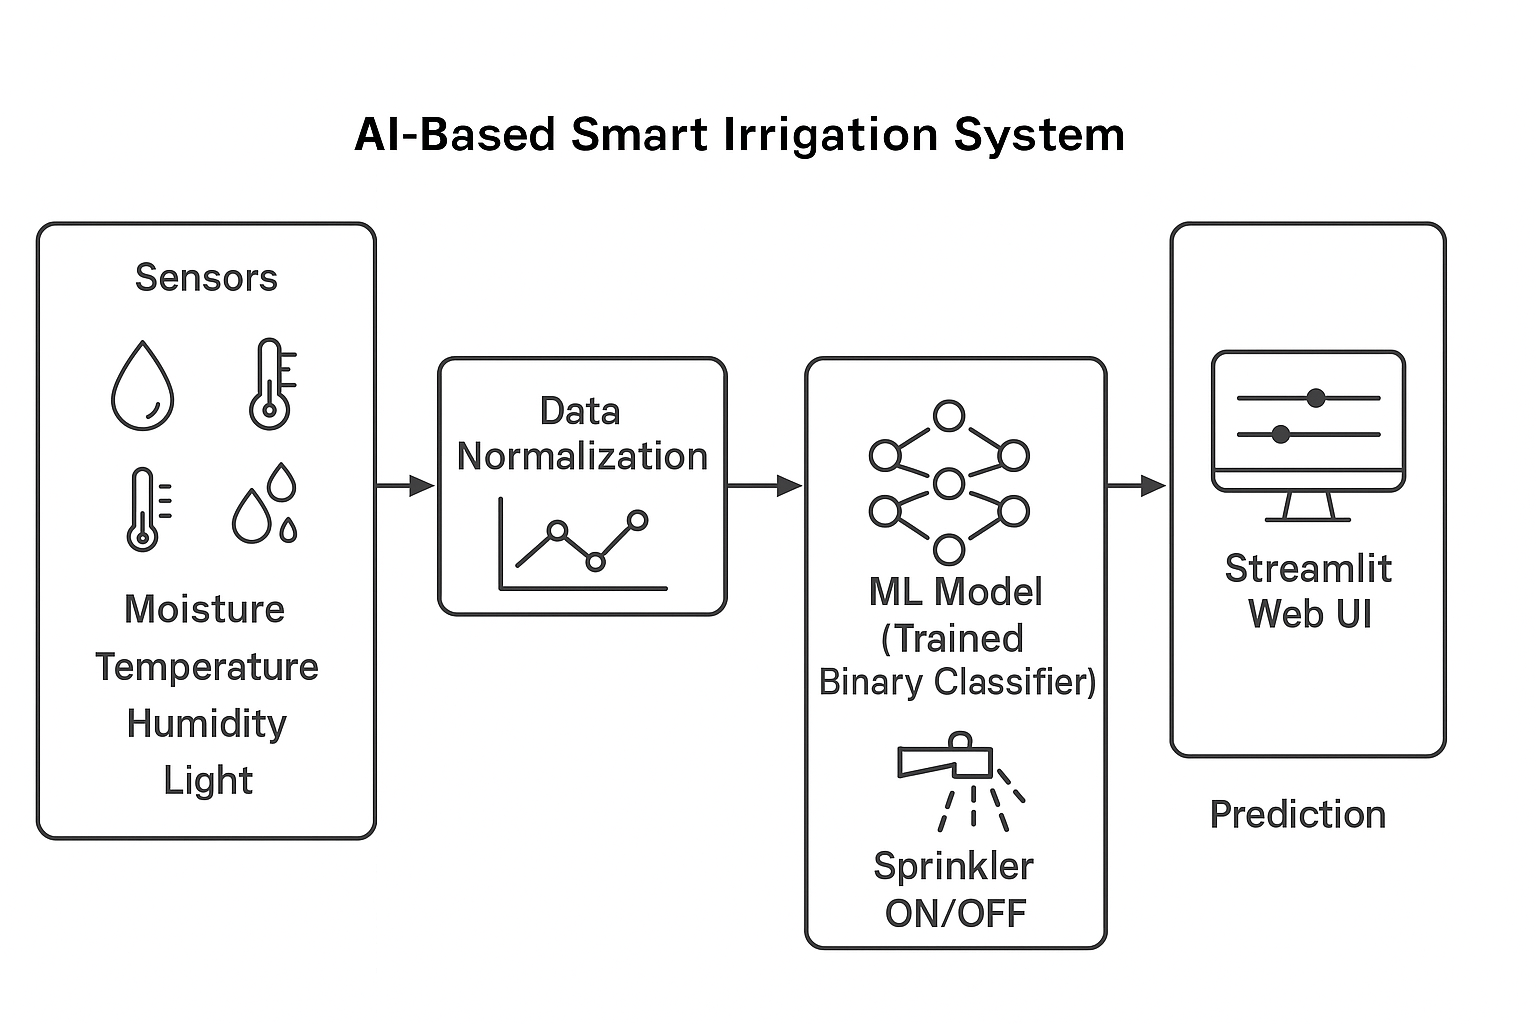 AI-Based Smart Irrigation System
Sensors
Moisture
Temperature
Humidity
Light
Data
Normalization
ML Model
(Trained
Binary Classifier)
Sprinkler
ON/OFF
Streamlit
Web UI
Prediction